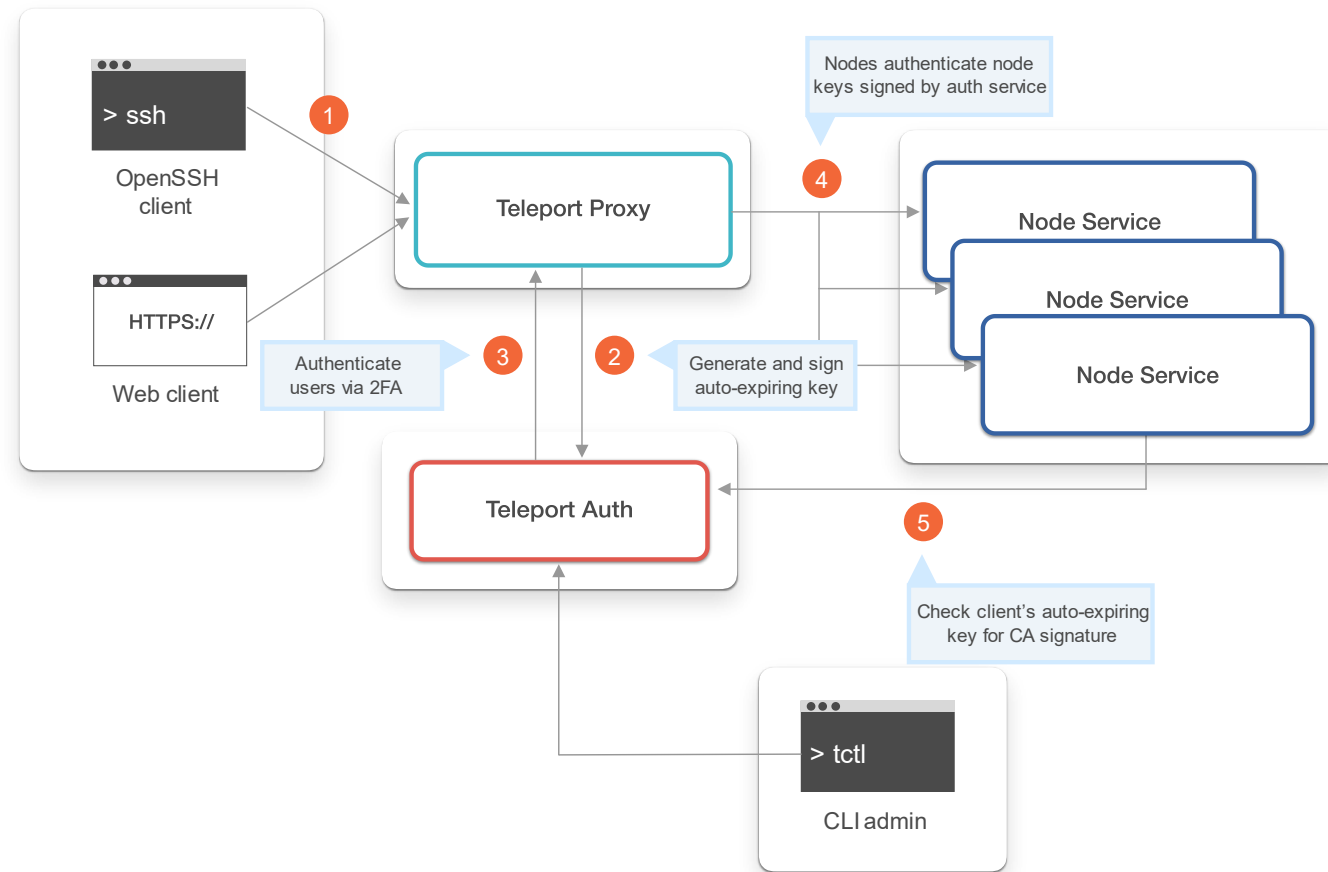 > ssh
OpenSSH
client
HTTPS://
Web client
1
Teleport Proxy
Nodes authenticate node
keys signed by auth service
4
Node Service
Node Service
Node Service
Authenticate
users via 2FA
3
2
Generate and sign
auto-expiring key
Teleport Auth
5
Check client’s auto-expiring
key for CA signature
> tctl
CLI admin